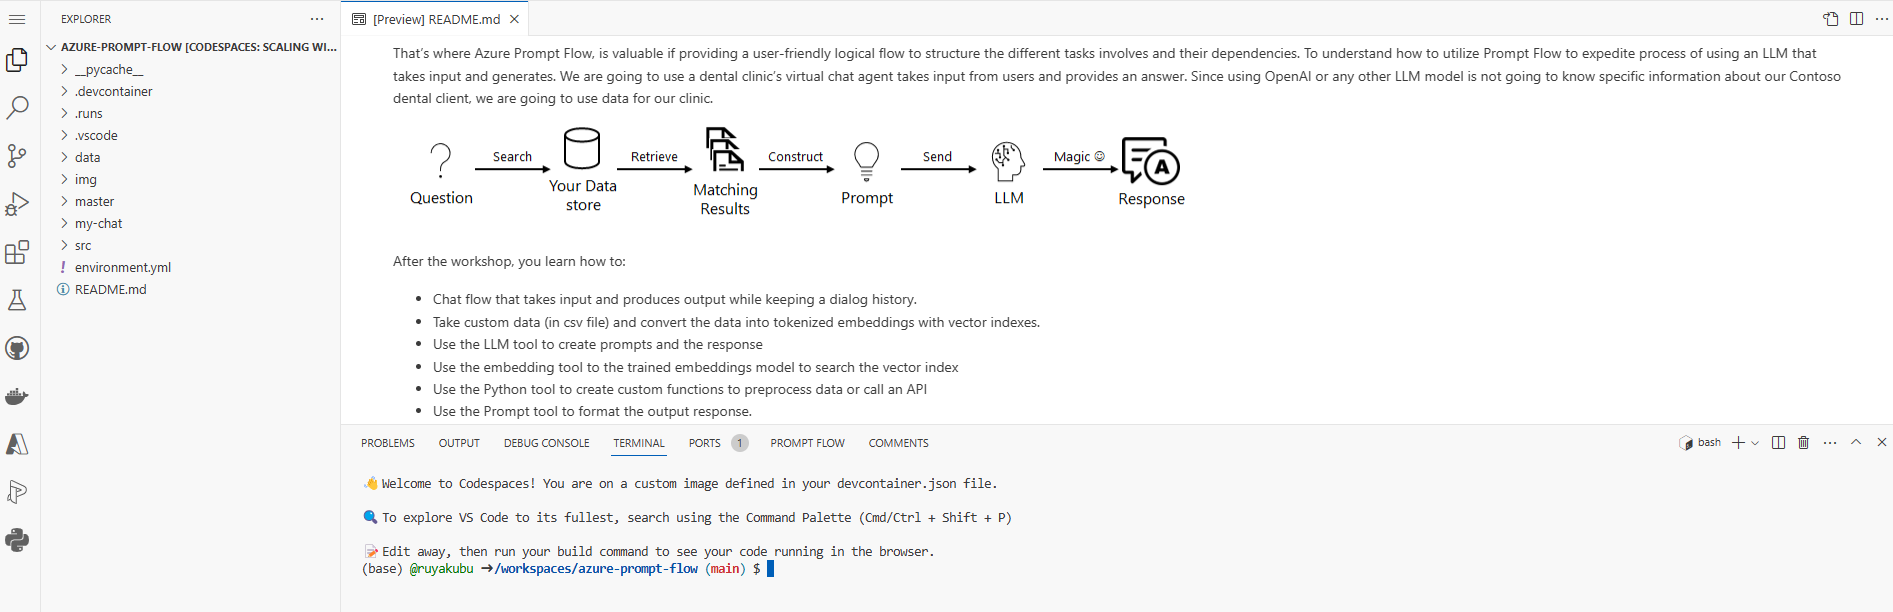 EXPLORER
AZURE-PROMPT-FLOW [CODESPACES: SCALING WI...
__pycache__
.devcontainer
.runs
.vscode
data
img
master
my-chat
src
environment.yml
README.md
[Preview] README.md
That's where Azure Prompt Flow, is valuable if providing a user-friendly logical flow to structure the different tasks involves and their dependencies. To understand how to utilize Prompt Flow to expedite process of using an LLM that
takes input and generates. We are going to use a dental clinic's virtual chat agent takes input from users and provides an answer. Since using OpenAI or any other LLM model is not going to know specific information about our Contoso
dental client, we are going to use data for our clinic.
Search Retrieve Construct Send Magic ☺
Question Your Data store Matching Results Prompt LLM Response
After the workshop, you learn how to:
• Chat flow that takes input and produces output while keeping a dialog history.
• Take custom data (in csv file) and convert the data into tokenized embeddings with vector indexes.
• Use the LLM tool to create prompts and the response
• Use the embedding tool to the trained embeddings model to search the vector index
• Use the Python tool to create custom functions to preprocess data or call an API
• Use the Prompt tool to format the output response.
PROBLEMS OUTPUT DEBUG CONSOLE TERMINAL PORTS 1 PROMPT FLOW COMMENTS bash
👋 Welcome to Codespaces! You are on a custom image defined in your devcontainer.json file.
🔍 To explore VS Code to its fullest, search using the Command Palette (Cmd/Ctrl + Shift + P)
📝 Edit away, then run your build command to see your code running in the browser.
(base) @ruyakubu ➜/workspaces/azure-prompt-flow (main) $